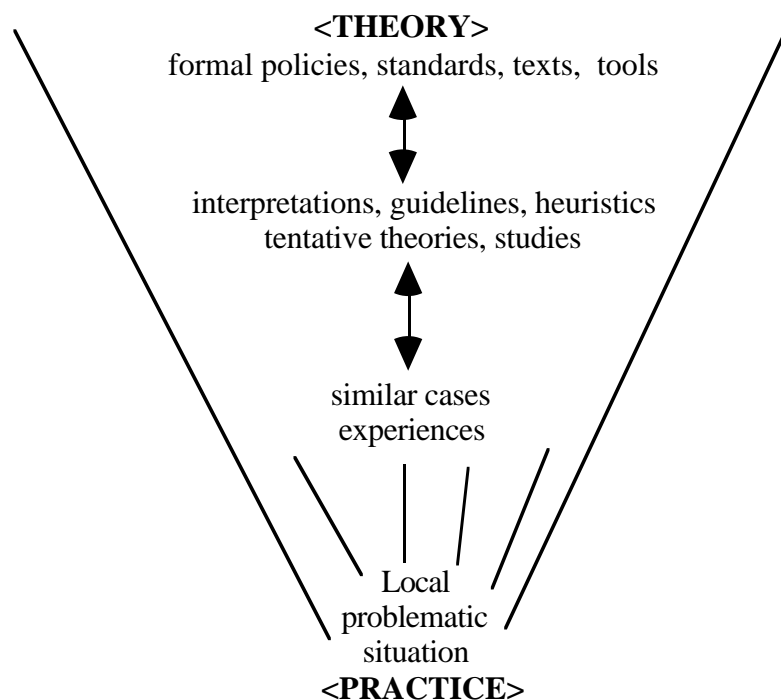 <THEORY>
formal policies, standards, texts, tools
interpretations, guidelines, heuristics
tentative theories, studies
similar cases
experiences
Local
problematic
situation
<PRACTICE>